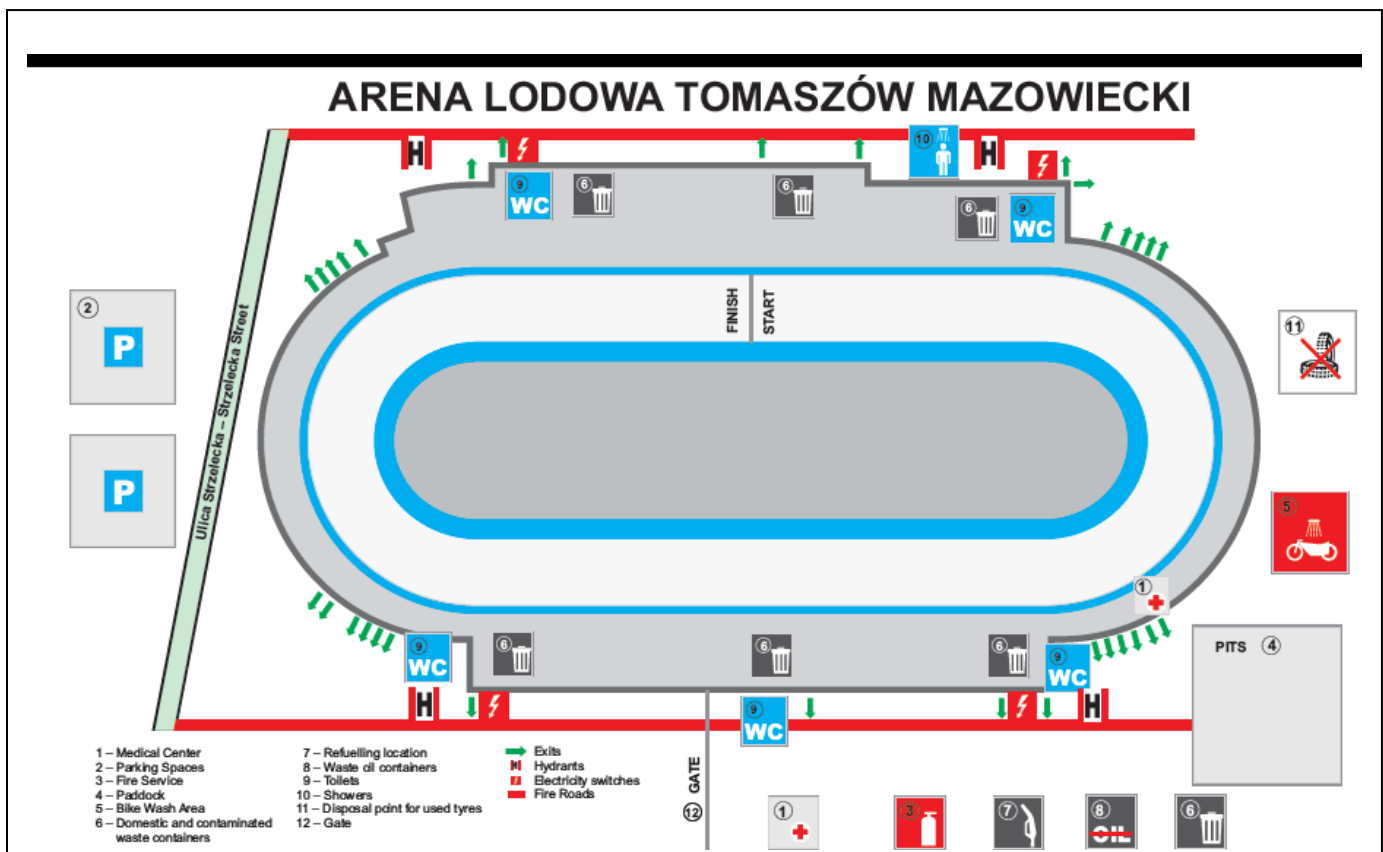 ARENA LODOWA TOMASZÓW MAZOWIECKI
H
10
H
9
WC
6
6
6
9
WC
2
P
FINISH
START
11
Ulica Strzelecka – Strzelecka Street
P
5
1
9
WC
6
6
6
9
WC
PITS 4
H
9
WC
H
1 – Medical Center
2 – Parking Spaces
3 – Fire Service
4 – Paddock
5 – Bike Wash Area
6 – Domestic and contaminated
waste containers
7 – Refuelling location
8 – Waste oil containers
9 – Toilets
10 – Showers
11 – Disposal point for used tyres
12 – Gate
Exits
H Hydrants
Electricity switches
Fire Roads
12 GATE
1
3
7
8
OIL
6